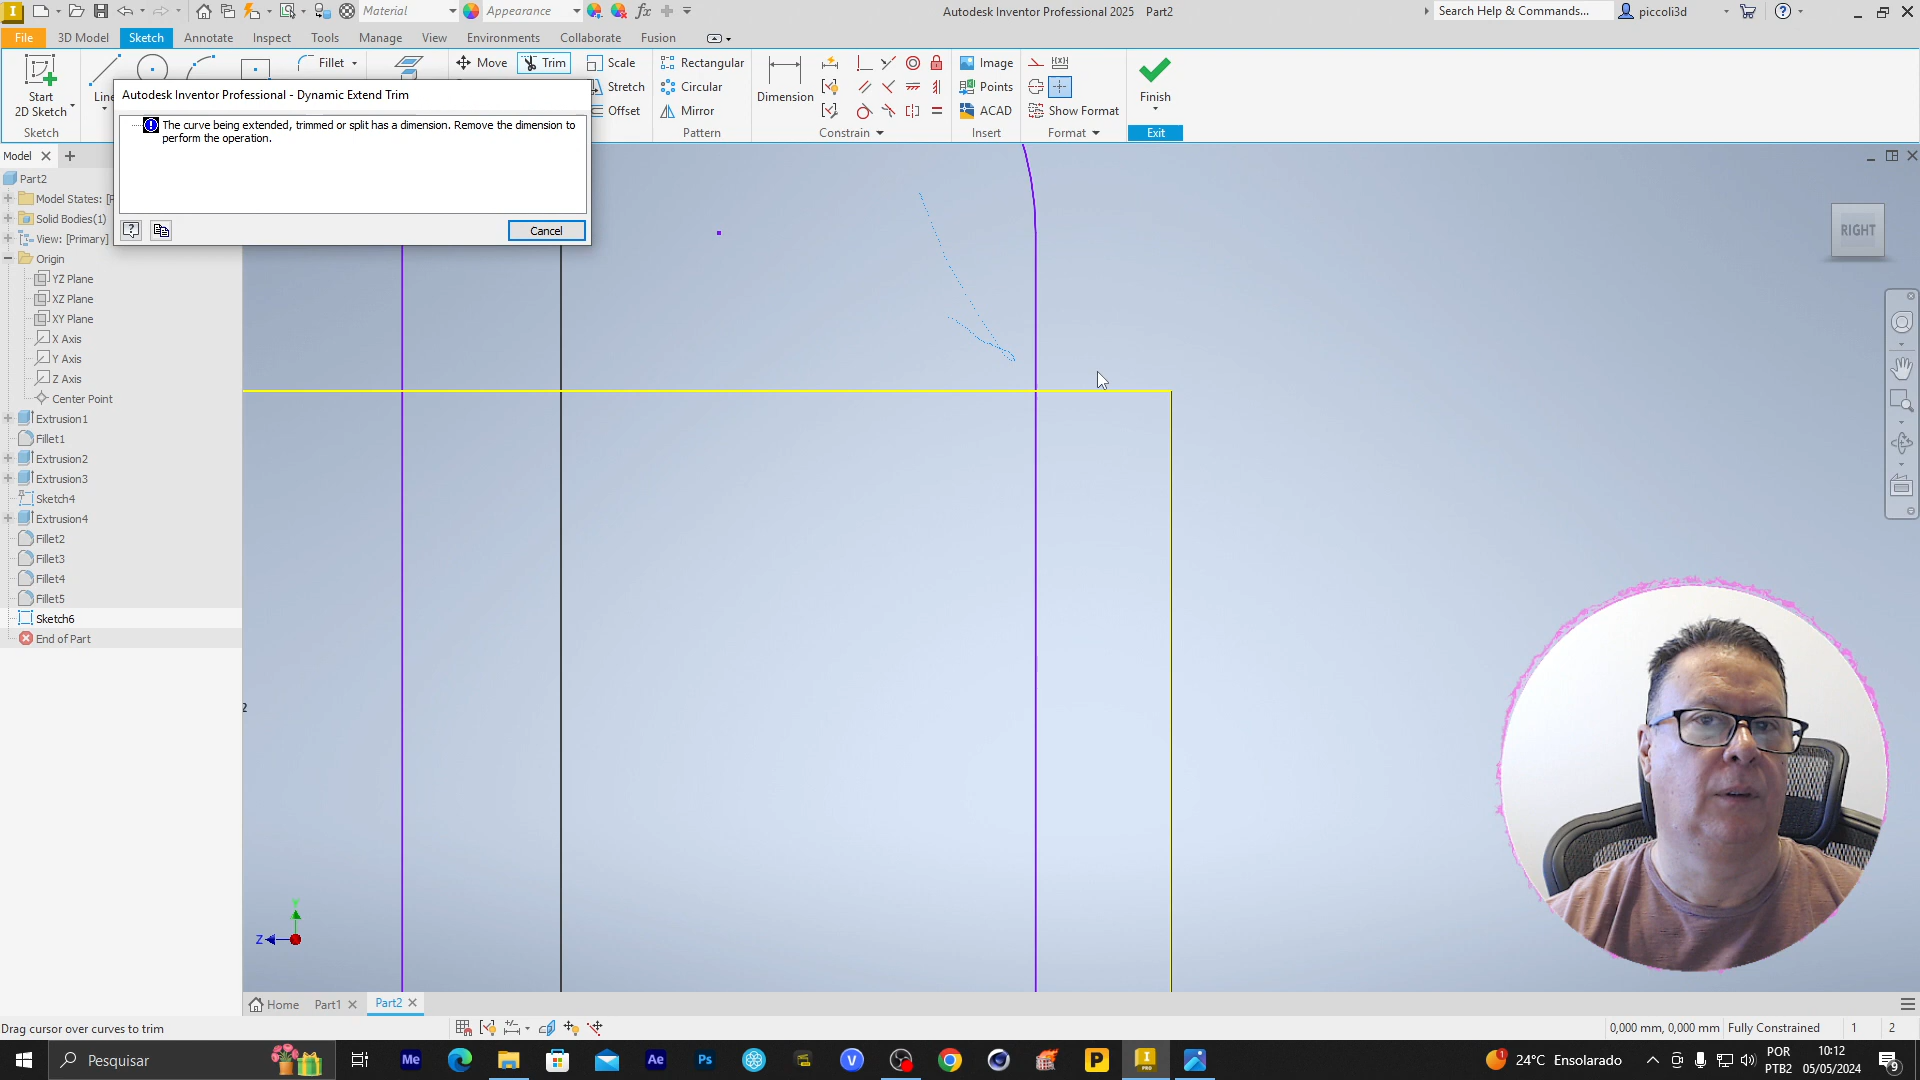 Material
Appearance
Autodesk Inventor Professional 2025 Part2
Search Help & Commands...
piccoli3d
File
3D Model
Sketch
Annotate
Inspect
Tools
Manage
View
Environments
Collaborate
Fusion
Start
2D Sketch
Line
Fillet
Move
Trim
Scale
Stretch
Offset
Rectangular
Circular
Mirror
Dimension
Image
Points
ACAD
Show Format
Finish
Sketch
Pattern
Constrain
Insert
Format
Exit
Autodesk Inventor Professional - Dynamic Extend Trim
The curve being extended, trimmed or split has a dimension. Remove the dimension to
perform the operation.
Cancel
Model
Part2
Model States: [
Solid Bodies(1)
View: [Primary]
Origin
YZ Plane
XZ Plane
XY Plane
X Axis
Y Axis
Z Axis
Center Point
Extrusion1
Fillet1
Extrusion2
Extrusion3
Sketch4
Extrusion4
Fillet2
Fillet3
Fillet4
Fillet5
Sketch6
End of Part
RIGHT
2
Y
Z
Home
Part1
Part2
Drag cursor over curves to trim
0,000 mm, 0,000 mm
Fully Constrained
1
2
Pesquisar
24°C Ensolarado
POR
PTB2
10:12
05/05/2024
9